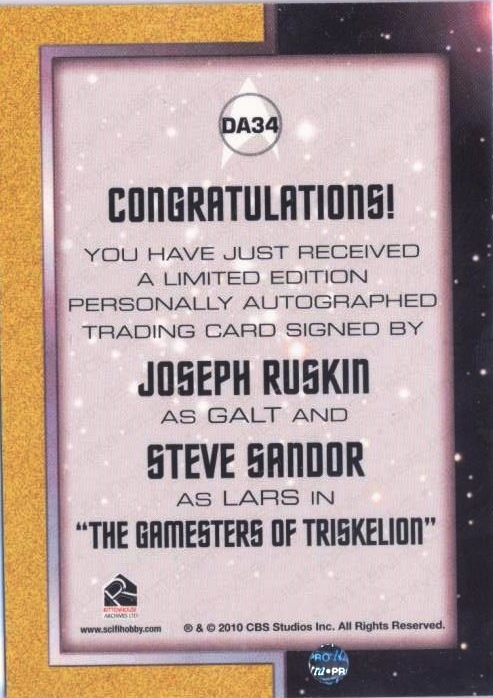 DA34
CONGRATULATIONS!
YOU HAVE JUST RECEIVED
A LIMITED EDITION
PERSONALLY AUTOGRAPHED
TRADING CARD SIGNED BY
JOSEPH RUSKIN
AS GALT AND
STEVE SANDOR
AS LARS IN
"THE GAMESTERS OF TRISKELION"
RITTENHOUSE
ARCHIVES LTD
www.scifihobby.com ® & © 2010 CBS Studios Inc. All Rights Reserved.